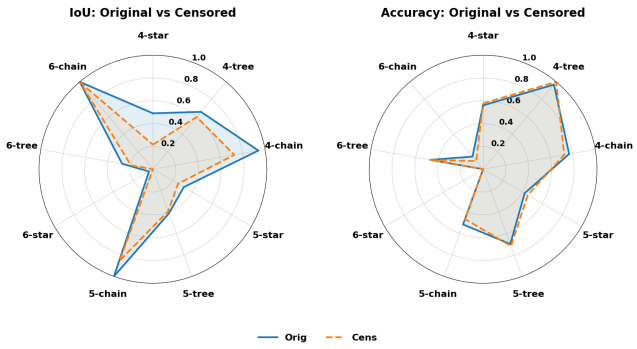 IoU: Original vs Censored
4-star
4-tree
4-chain
5-star
5-tree
5-chain
6-star
6-tree
6-chain
0.2
0.4
0.6
0.8
1.0
Accuracy: Original vs Censored
4-star
4-tree
4-chain
5-star
5-tree
5-chain
6-star
6-tree
6-chain
0.2
0.4
0.6
0.8
1.0
Orig
Cens